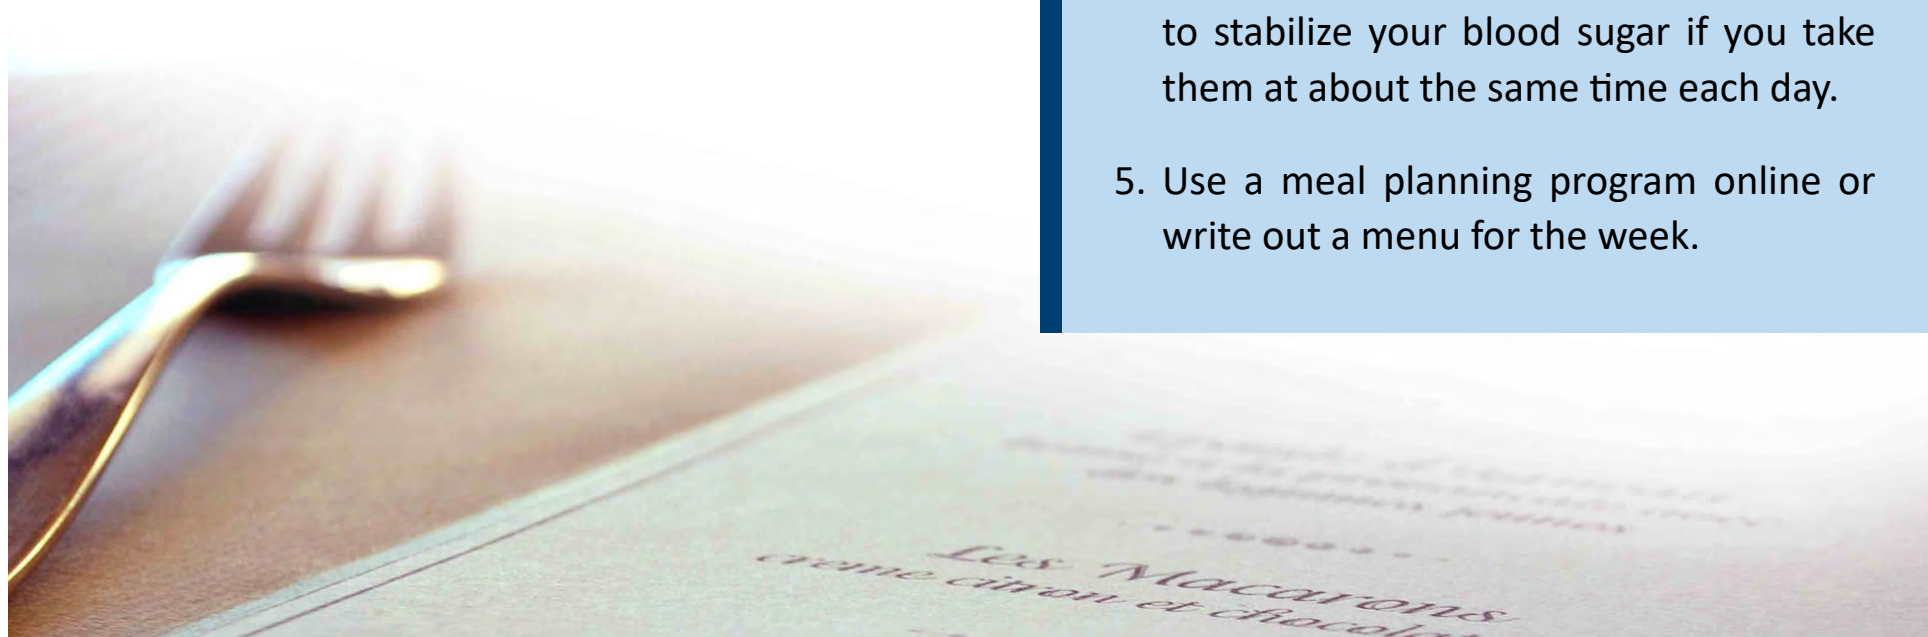 to stabilize your blood sugar if you take
them at about the same time each day.
5. Use a meal planning program online or
write out a menu for the week.
Les Macarons
creme citron et chocolat